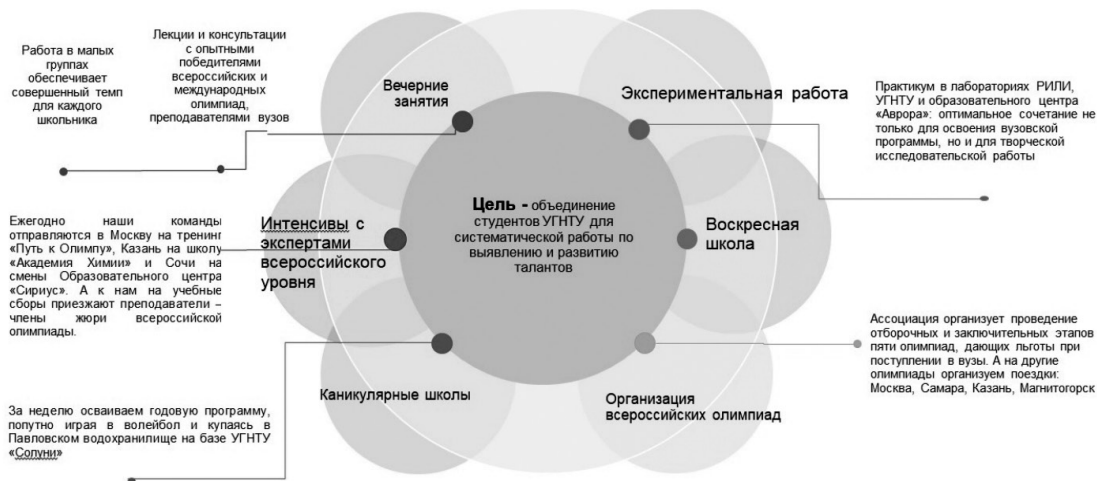 Работа в малых
группах
обеспечивает
совершенный темп
для каждого
школьника
Лекции и консультации
с опытными
победителями
всероссийских и
международных
олимпиад,
преподавателями вузов
Вечерние
занятия
Экспериментальная работа
Практикум в лабораториях РИЛИ,
УГНТУ и образовательного центра
«Аврора»: оптимальное сочетание не
только для освоения вузовской
программы, но и для творческой
исследовательской работы
Ежегодно наши команды
отправляются в Москву на тренинг
«Путь к Олимпу», Казань на школу
«Академия Химии» и Сочи на
смены Образовательного центра
«Сириус». А к нам на учебные
сборы приезжают преподаватели –
члены жюри всероссийской
олимпиады.
Интенсивы с
экспертами
всероссийского
уровня
Цель - объединение
студентов УГНТУ для
систематической работы по
выявлению и развитию
талантов
Воскресная
школа
Ассоциация организует проведение
отборочных и заключительных этапов
пяти олимпиад, дающих льготы при
поступлении в вузы. А на другие
олимпиады организуем поездки:
Москва, Самара, Казань, Магнитогорск
Каникулярные школы
Организация
всероссийских олимпиад
За неделю осваиваем годовую программу,
попутно играя в волейбол и купаясь в
Павловском водохранилище на базе УГНТУ
«Солуни»